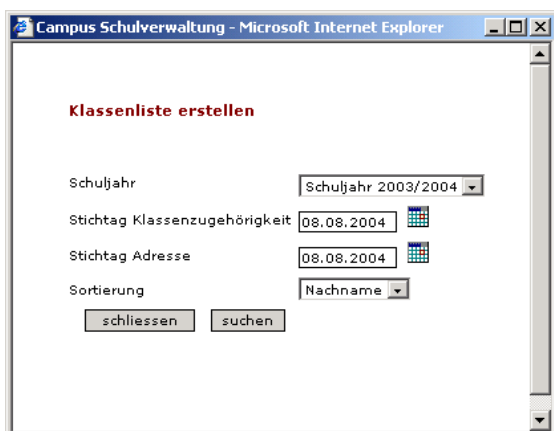 Campus Schulverwaltung - Microsoft Internet Explorer
Klassenliste erstellen
Schuljahr Schuljahr 2003/2004
Stichtag Klassenzugehörigkeit 08.08.2004
Stichtag Adresse 08.08.2004
Sortierung Nachname
schliessen suchen